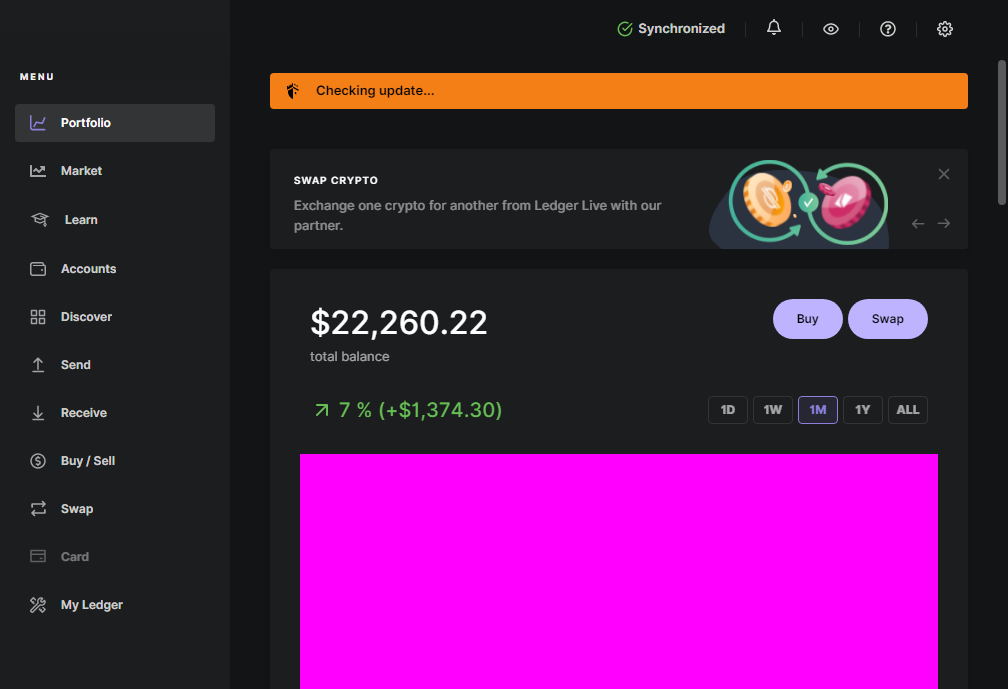 Synchronized
MENU
Portfolio
Market
Learn
Accounts
Discover
Send
Receive
Buy / Sell
Swap
Card
My Ledger
Checking update...
SWAP CRYPTO
Exchange one crypto for another from Ledger Live with our
partner.
$22,260.22
total balance
Buy
Swap
7 % (+$1,374.30)
1D
1W
1M
1Y
ALL